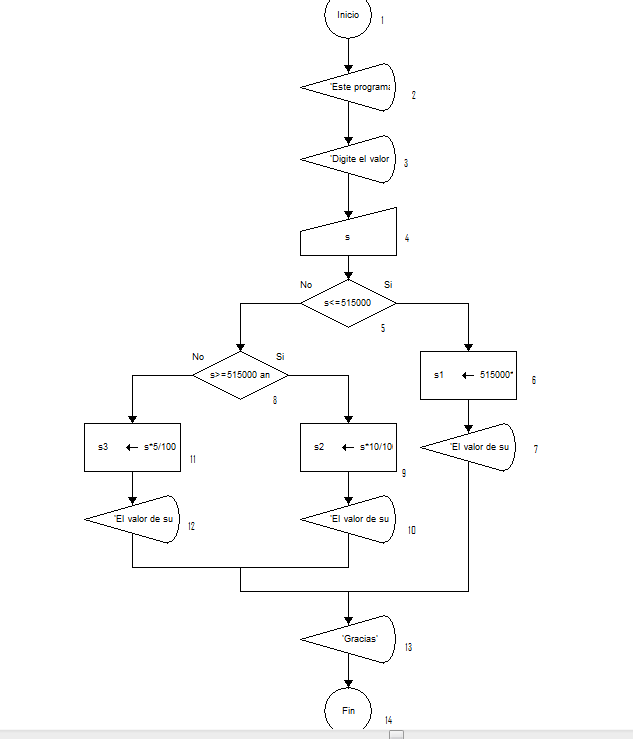 Inicio 1
'Este programa 2
'Digite el valor 3
s 4
No Si
s<=515000
5
No Si
s>=515000 an
8
s1 ← 515000* 6
s3 ← s*5/100 11
s2 ← s*10/10 9
'El valor de su 7
'El valor de su 12
'El valor de su 10
'Gracias' 13
Fin 14